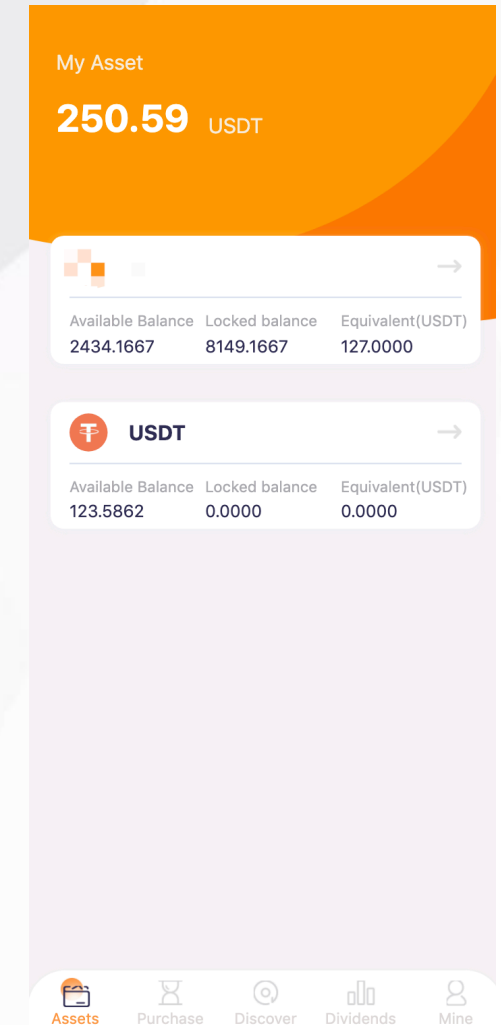 My Asset
250.59 USDT
Available Balance Locked balance Equivalent(USDT)
2434.1667 8149.1667 127.0000
USDT
Available Balance Locked balance Equivalent(USDT)
123.5862 0.0000 0.0000
Assets Purchase Discover Dividends Mine